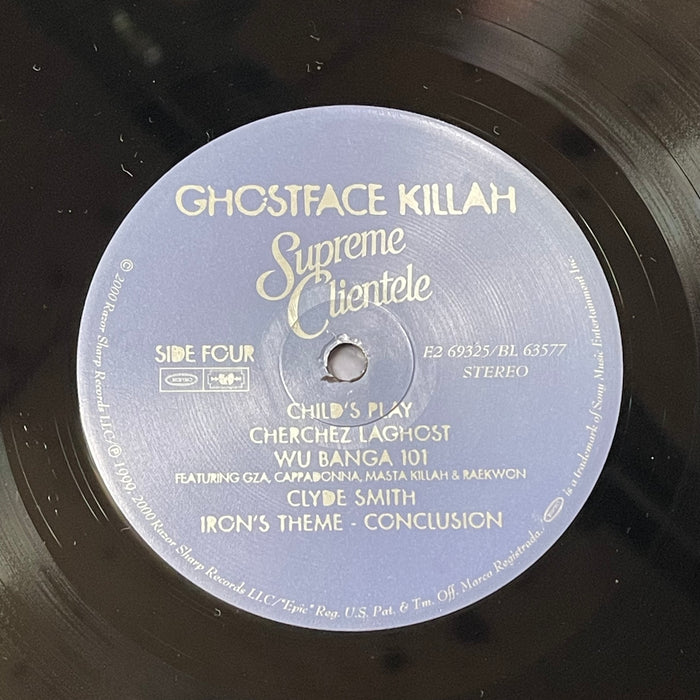 GHOSTFACE KILLAH
Supreme
Clientele
SIDE FOUR
E2 69325/BL 63577
STEREO
CHILD'S PLAY
CHERCHEZ LAGHOST
WU BANGA 101
FEATURING GZA, CAPPADONNA, MASTA KILLAH & RAEKWON
CLYDE SMITH
IRON'S THEME - CONCLUSION
© 2000 Razor Sharp Records LLC/℗ 1999, 2000 Razor Sharp Records LLC/"Epic" Reg. U.S. Pat. & Tm. Off. Marca Registrada./ is a trademark of Sony Music Entertainment Inc.